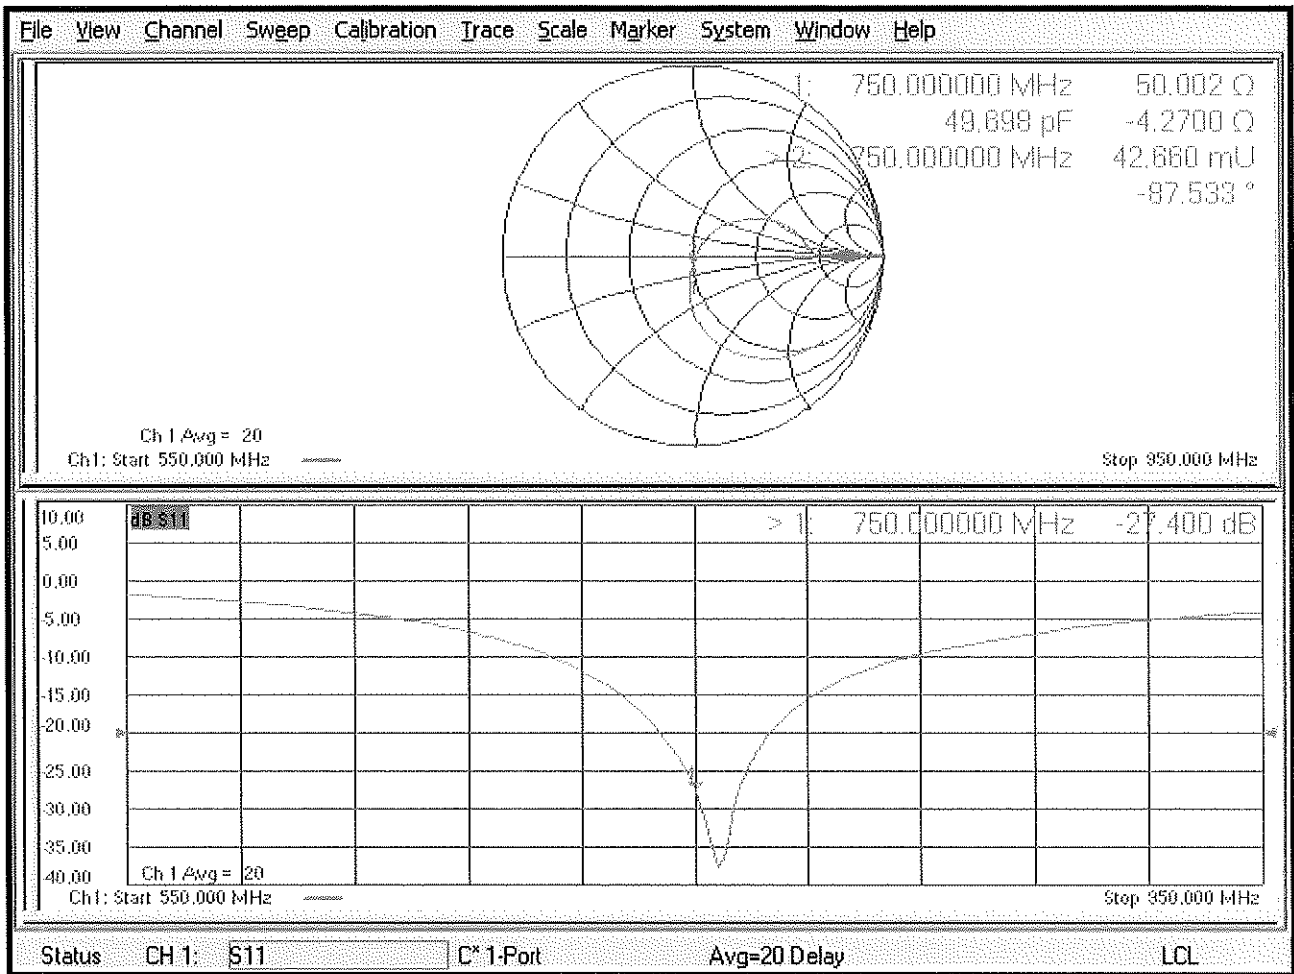 File View Channel Sweep Calibration Trace Scale Marker System Window Help
1: 750.000000 MHz 50.002 Ω
49.698 pF -4.2700 Ω
> 2: 750.000000 MHz 42.660 mU
-87.533 °
Ch 1 Avg = 20
Ch1: Start 550.000 MHz
Stop 950.000 MHz
10.00
dB S11
> 1: 750.000000 MHz -27.400 dB
5.00
0.00
-5.00
-10.00
-15.00
-20.00
-25.00
-30.00
-35.00
-40.00
Ch 1 Avg = 20
Ch1: Start 550.000 MHz
Stop 950.000 MHz
Status CH 1: S11 C* 1-Port Avg=20 Delay LCL